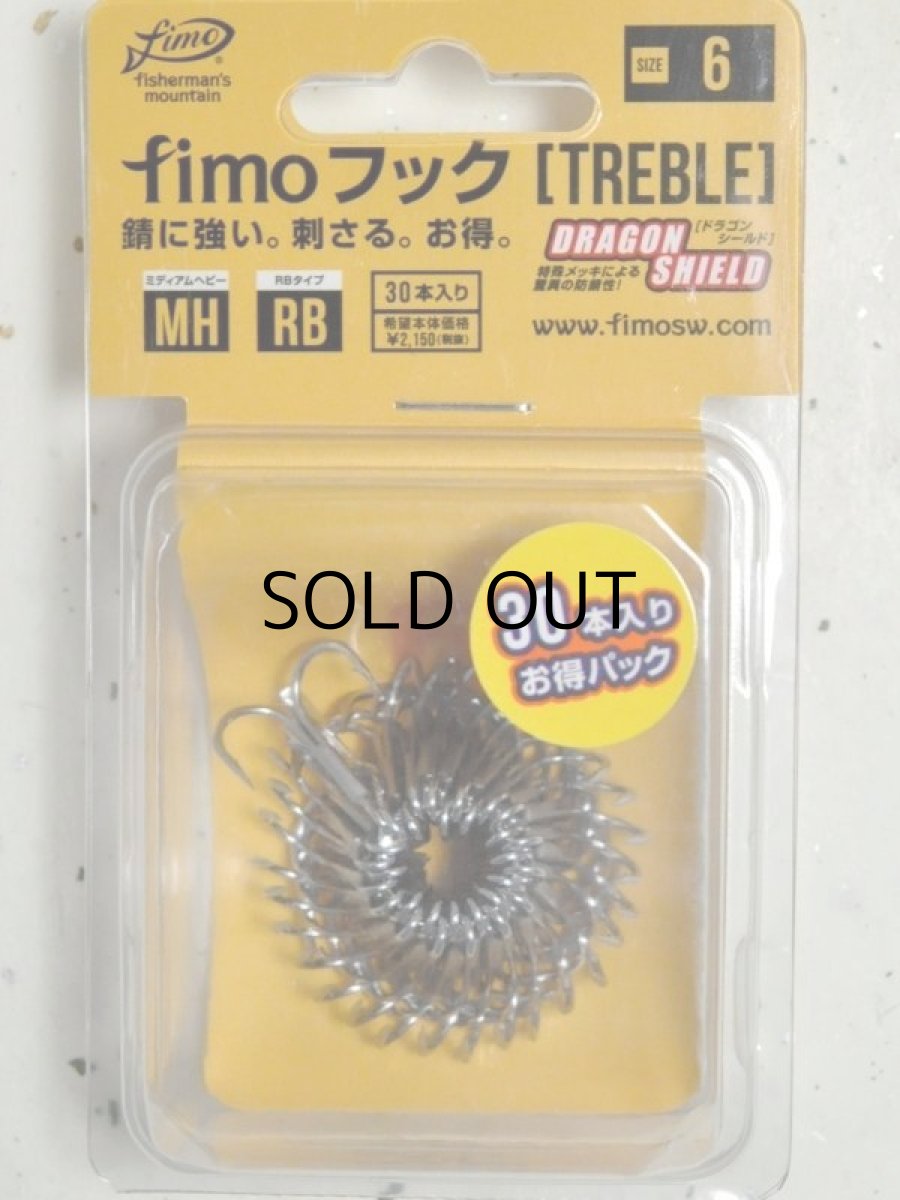 fimo
fisherman's
mountain
SIZE 6
fimoフック [TREBLE]
錆に強い。刺さる。お得。
DRAGON
SHIELD
[ドラゴン
シールド]
特殊メッキによる
驚異の防錆性!
ミディアムヘビー
MH
RBタイプ
RB
30本入り
希望本体価格
¥2,150(税抜)
www.fimosw.com
SOLD OUT
30本入り
お得パック